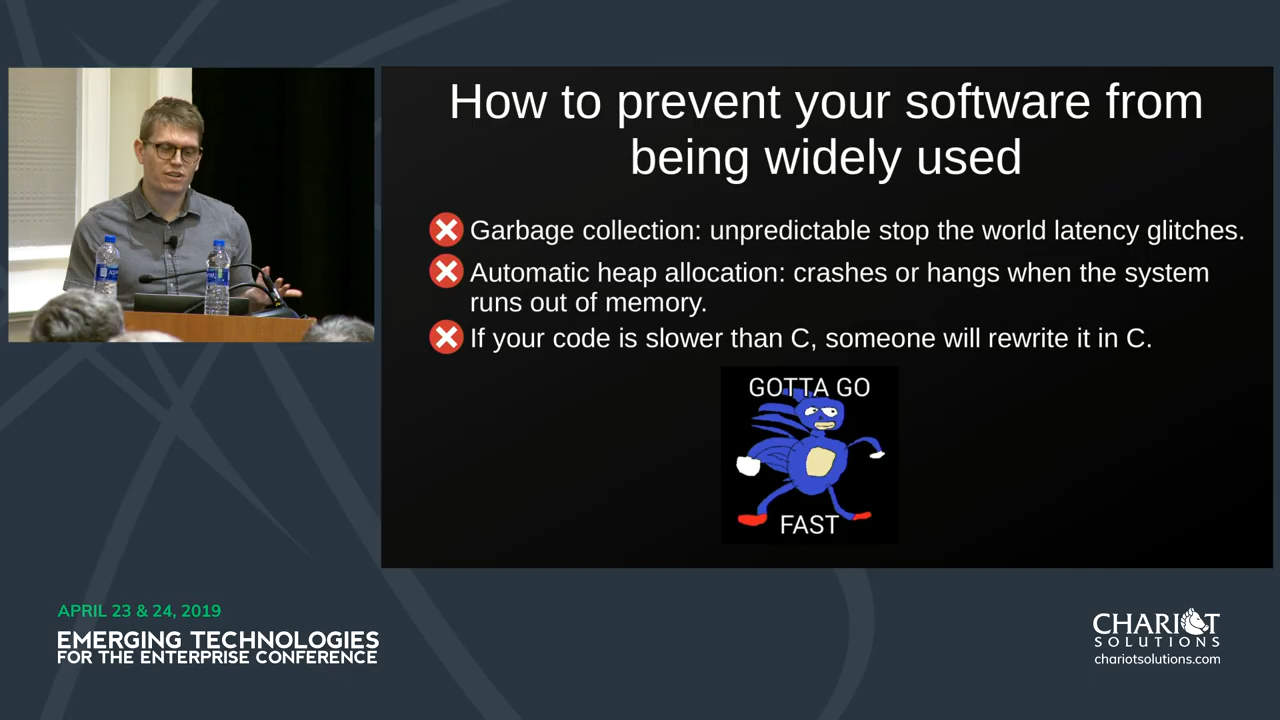 How to prevent your software from
being widely used
Garbage collection: unpredictable stop the world latency glitches.
Automatic heap allocation: crashes or hangs when the system
runs out of memory.
If your code is slower than C, someone will rewrite it in C.
GOTTA GO
FAST
APRIL 23 & 24, 2019
EMERGING TECHNOLOGIES
FOR THE ENTERPRISE CONFERENCE
CHARIOT
SOLUTIONS
chariotsolutions.com